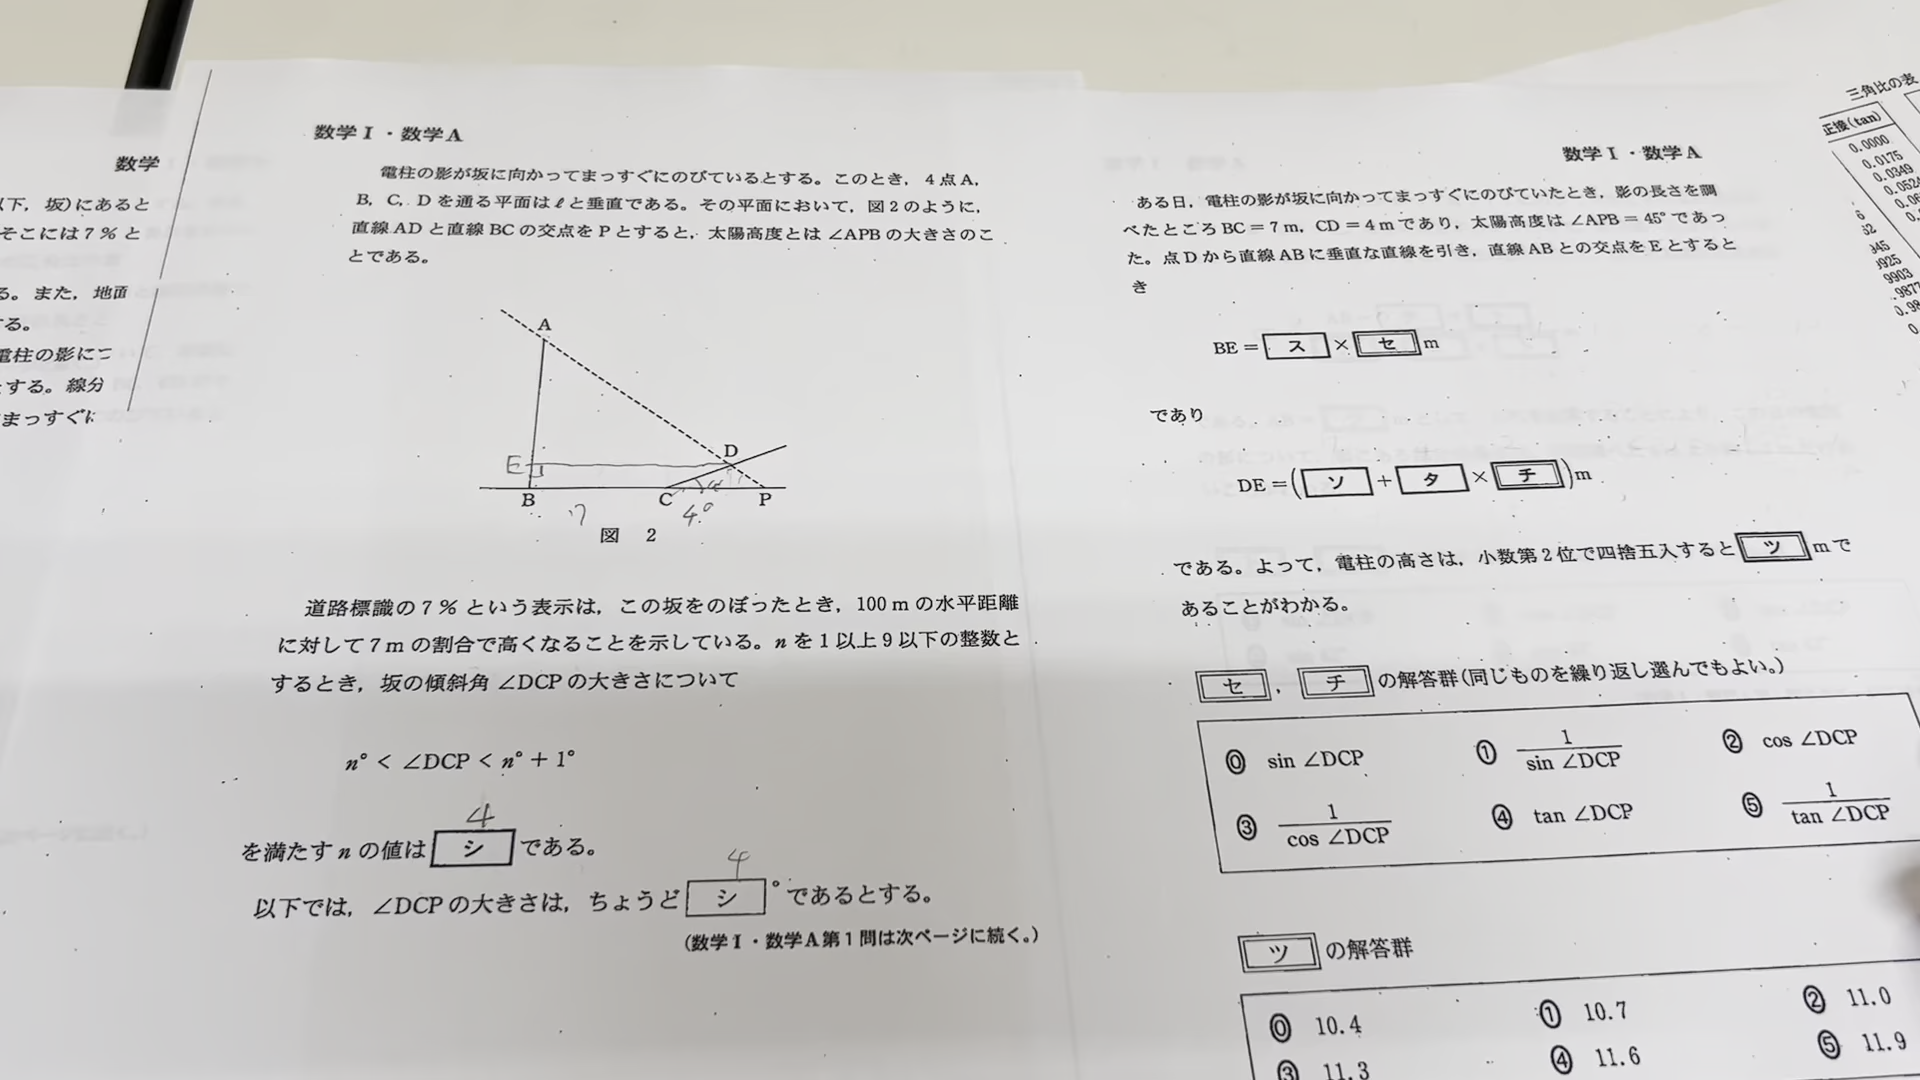 数学
以下，坂)にあると
そこには7％と
る。また，地面
する。
電柱の影につ
とする。線分
まっすぐに
数学Ⅰ・数学A
電柱の影が坂に向かってまっすぐにのびているとする。このとき，4点A，
B，C，Dを通る平面はℓと垂直である。その平面において，図2のように，
直線ADと直線BCの交点をPとすると，太陽高度とは∠APBの大きさのこ
とである。
A
E
D
B
C
P
7
4°
図 2
道路標識の7％という表示は，この坂をのぼったとき，100 mの水平距離
に対して7 mの割合で高くなることを示している。nを1以上9以下の整数と
するとき，坂の傾斜角∠DCPの大きさについて
n° < ∠DCP < n° + 1°
4
を満たすnの値は シ である。
4
以下では，∠DCPの大きさは，ちょうど シ °であるとする。
(数学Ⅰ・数学A第1問は次ページに続く。)
数学Ⅰ・数学A
ある日，電柱の影が坂に向かってまっすぐにのびていたとき，影の長さを調
べたところBC＝7 m，CD＝4 mであり，太陽高度は∠APB＝45°であっ
た。点Dから直線ABに垂直な直線を引き，直線ABとの交点をEとすると
き
BE＝ ス × セ m
であり
DE＝( ソ ＋ タ × チ ) m
である。よって，電柱の高さは，小数第2位で四捨五入すると ツ mで
あることがわかる。
セ ， チ の解答群(同じものを繰り返し選んでもよい。)
⓪ sin ∠DCP ① 1/sin ∠DCP ② cos ∠DCP
③ 1/cos ∠DCP ④ tan ∠DCP ⑤ 1/tan ∠DCP
ツ の解答群
⓪ 10.4 ① 10.7 ② 11.0
③ 11.3 ④ 11.6 ⑤ 11.9
三角比の表
正接(tan)
0.0000
0.0175
0.0349